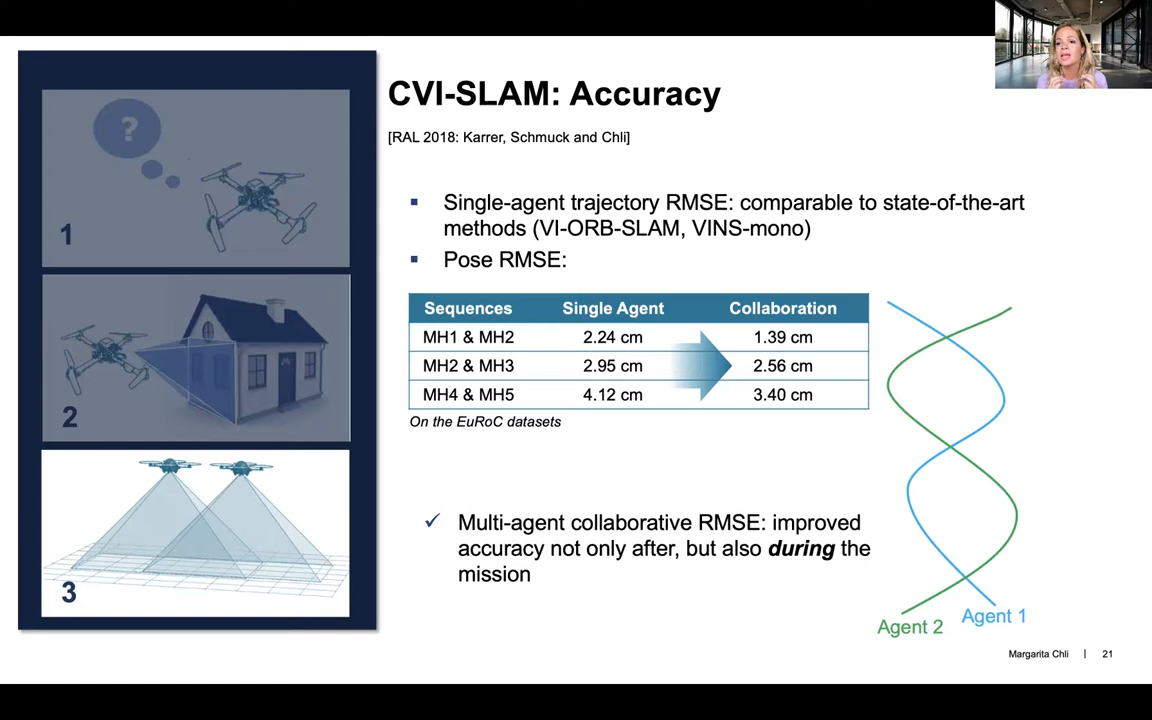 CVI-SLAM: Accuracy
[RAL 2018: Karrer, Schmuck and Chli]
?
1
2
3
▪ Single-agent trajectory RMSE: comparable to state-of-the-art
methods (VI-ORB-SLAM, VINS-mono)
▪ Pose RMSE:
Sequences Single Agent Collaboration
MH1 & MH2 2.24 cm 1.39 cm
MH2 & MH3 2.95 cm 2.56 cm
MH4 & MH5 4.12 cm 3.40 cm
On the EuRoC datasets
✓ Multi-agent collaborative RMSE: improved
accuracy not only after, but also during the
mission
Agent 2 Agent 1
Margarita Chli | 21